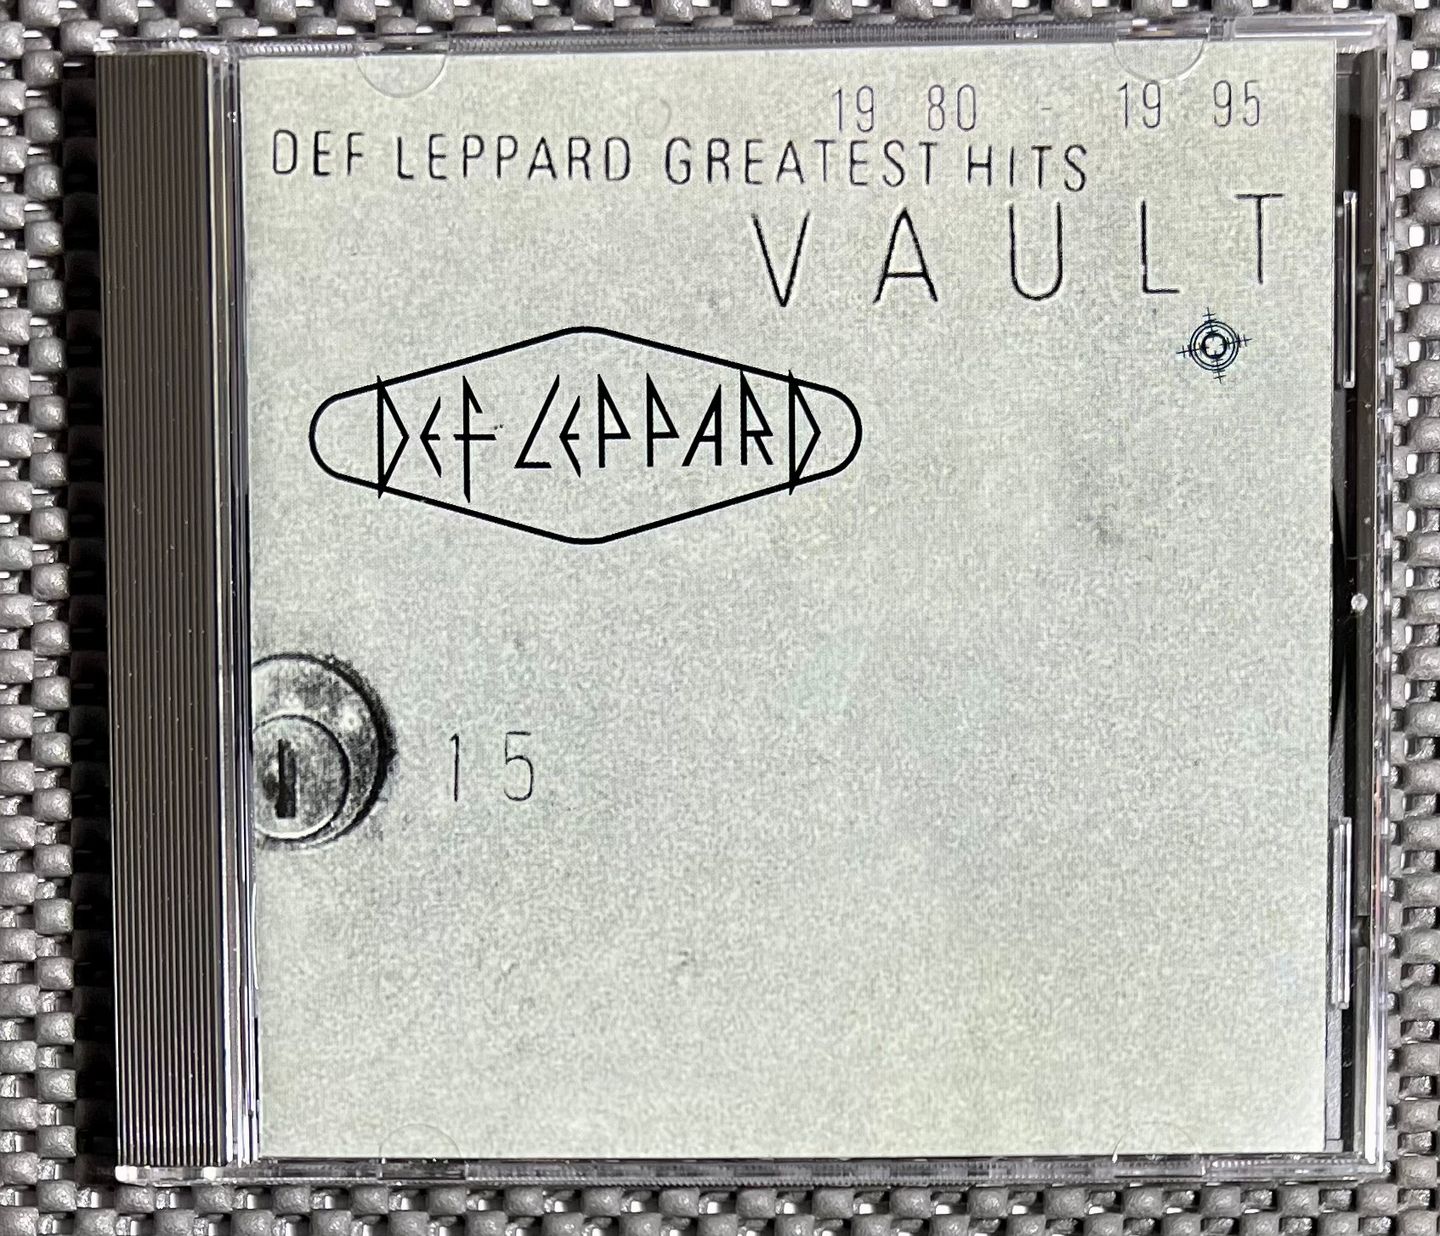 19 80 - 19 95
DEF LEPPARD GREATEST HITS
VAULT
DEF LEPPARD
15